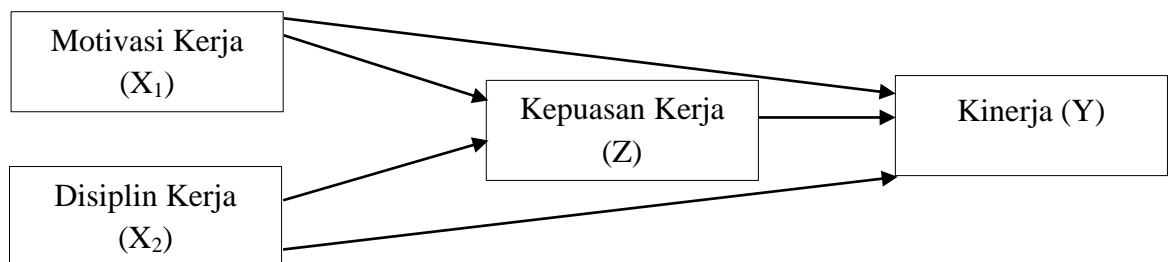 Motivasi Kerja
(X₁)
Kepuasan Kerja
(Z)
Kinerja (Y)
Disiplin Kerja
(X₂)